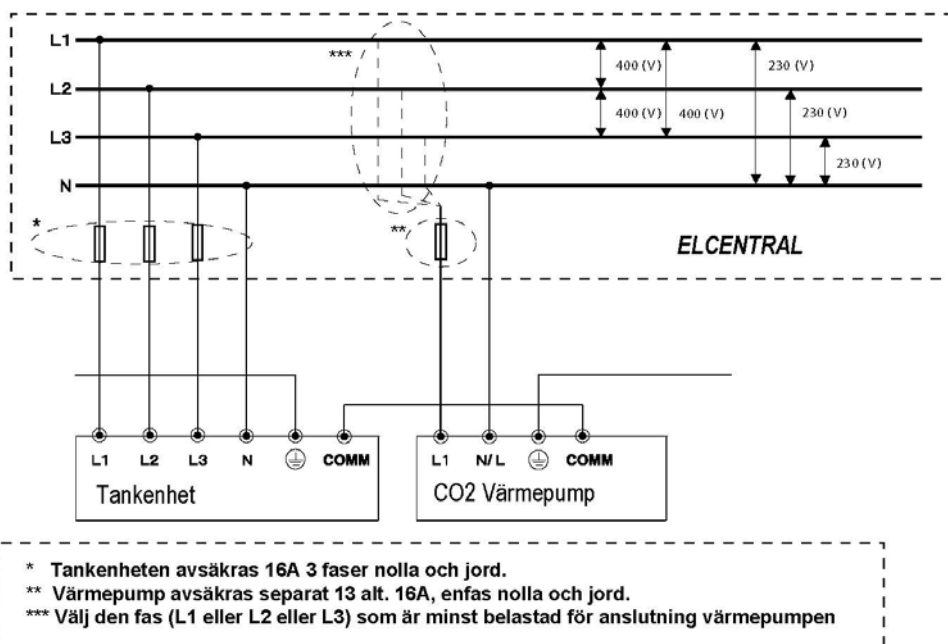 L1
***
400 (V)
230 (V)
L2
400 (V)
400 (V)
230 (V)
L3
230 (V)
N
*
**
ELCENTRAL
L1 L2 L3 N COMM
Tankenhet
L1 N/L COMM
CO2 Värmepump
* Tankenheten avsäkras 16A 3 faser nolla och jord.
** Värmepump avsäkras separat 13 alt. 16A, enfas nolla och jord.
*** Välj den fas (L1 eller L2 eller L3) som är minst belastad för anslutning värmepumpen